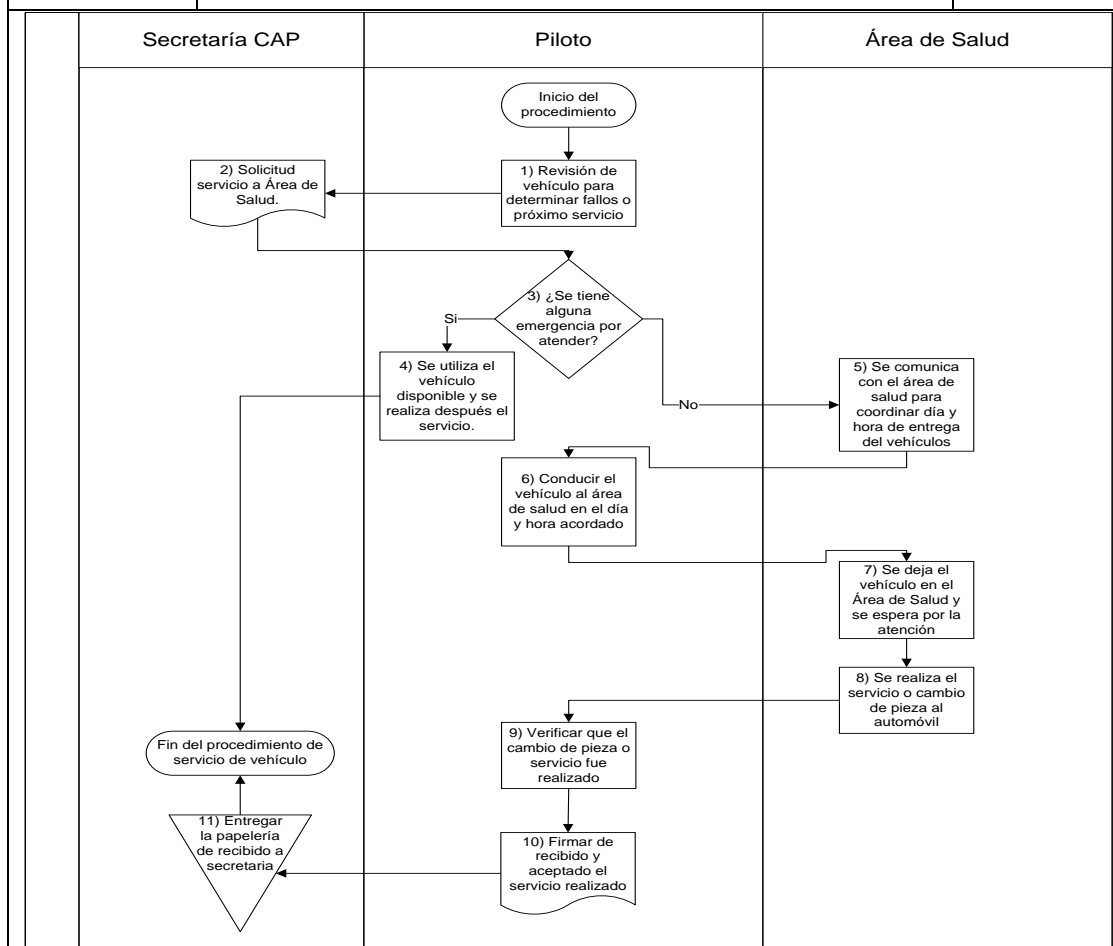 Secretaría CAP
Piloto
Área de Salud
Inicio del
procedimiento
1) Revisión de
vehículo para
determinar fallos o
próximo servicio
2) Solicitud
servicio a Área de
Salud.
3) ¿Se tiene
alguna
emergencia por
atender?
Si
No
4) Se utiliza el
vehículo
disponible y se
realiza después el
servicio.
5) Se comunica
con el área de
salud para
coordinar día y
hora de entrega
del vehículos
6) Conducir el
vehículo al área
de salud en el día
y hora acordado
7) Se deja el
vehículo en el
Área de Salud y
se espera por la
atención
8) Se realiza el
servicio o cambio
de pieza al
automóvil
9) Verificar que el
cambio de pieza o
servicio fue
realizado
10) Firmar de
recibido y
aceptado el
servicio realizado
11) Entregar
la papelería
de recibido a
secretaria
Fin del procedimiento de
servicio de vehículo